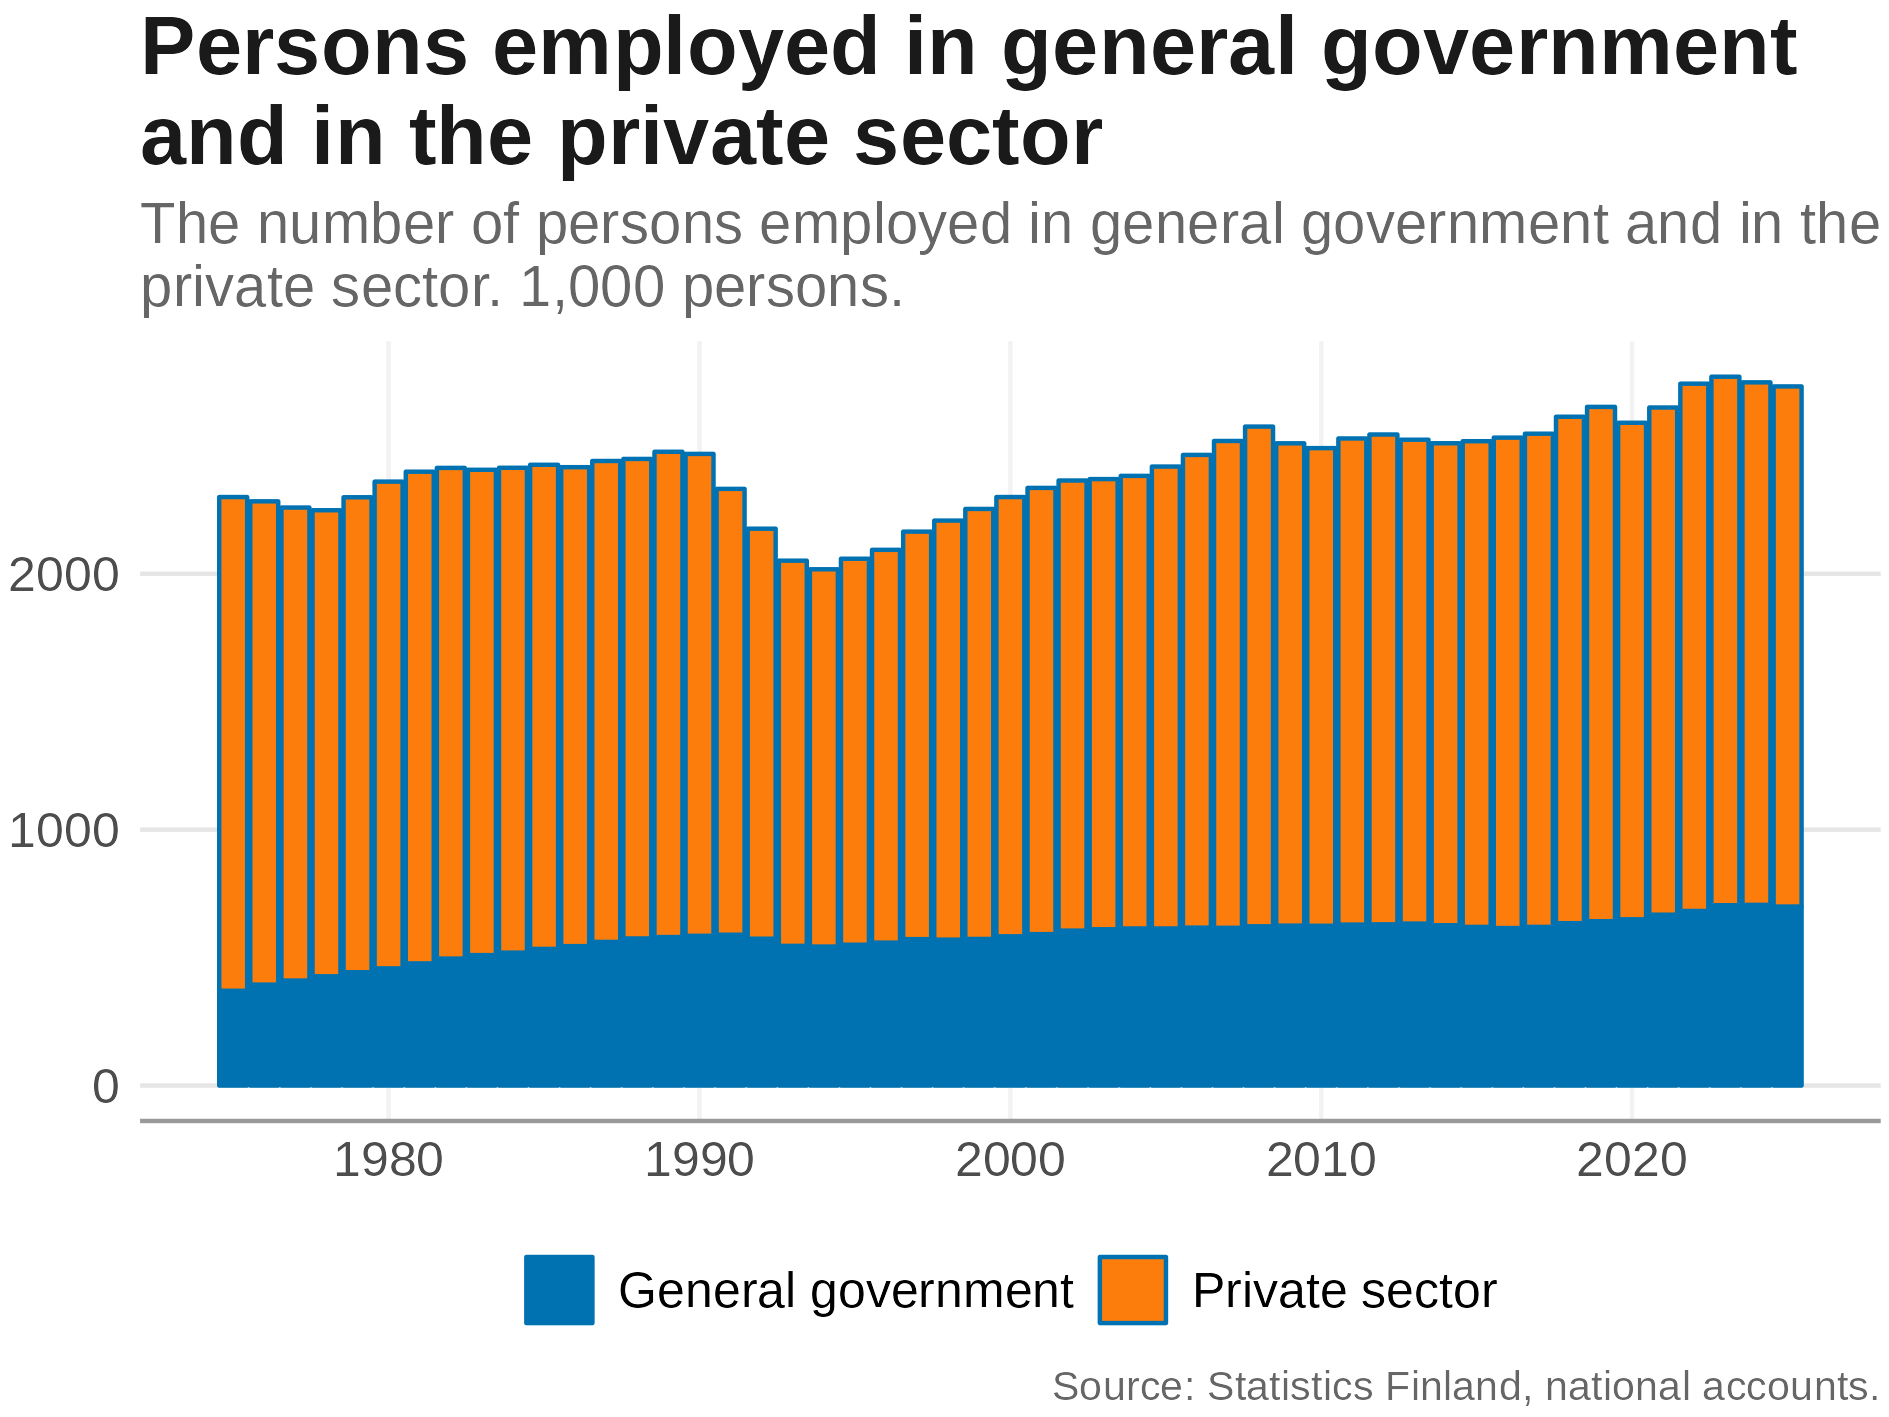 Persons employed in general government
and in the private sector
The number of persons employed in general government and in the
private sector. 1,000 persons.
2000
1000
0
1980 1990 2000 2010 2020
General government Private sector
Source: Statistics Finland, national accounts.